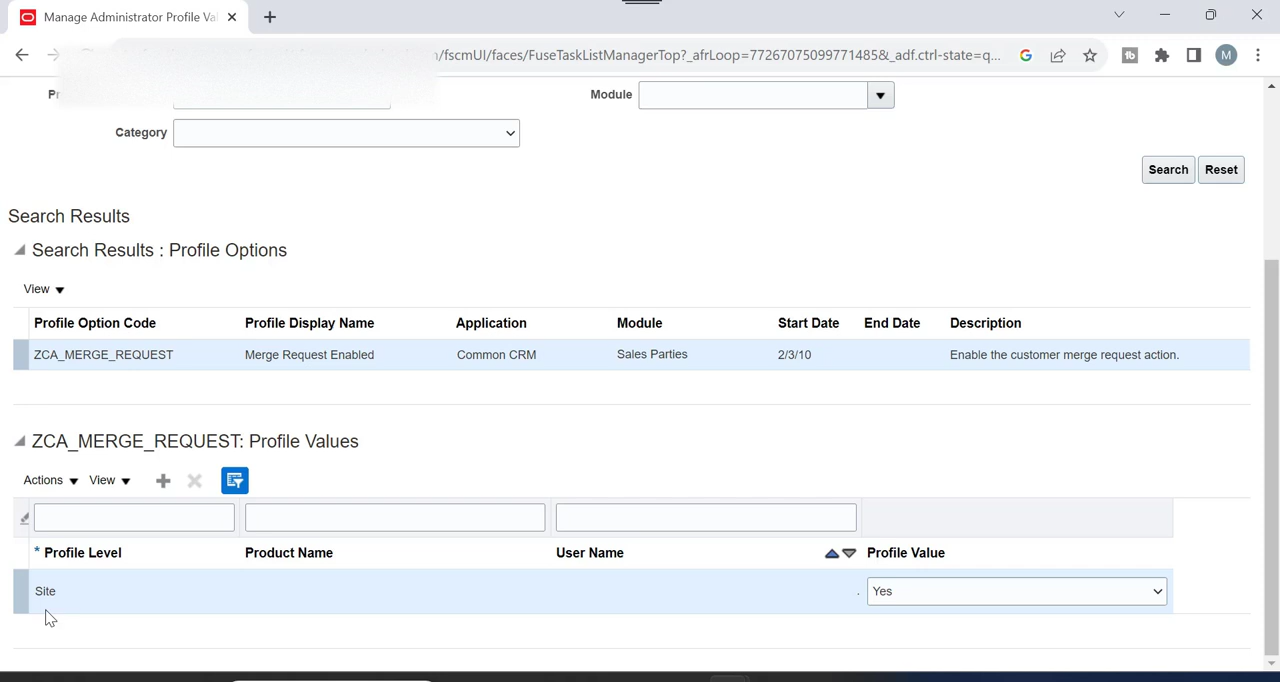 Manage Administrator Profile Val
/fscmUI/faces/FuseTaskListManagerTop?_afrLoop=77267075099771485&_adf.ctrl-state=q...
M
Module
Category
Search Reset
Search Results
Search Results : Profile Options
View
Profile Option Code Profile Display Name Application Module Start Date End Date Description
ZCA_MERGE_REQUEST Merge Request Enabled Common CRM Sales Parties 2/3/10 Enable the customer merge request action.
ZCA_MERGE_REQUEST: Profile Values
Actions View
* Profile Level Product Name User Name Profile Value
Site Yes